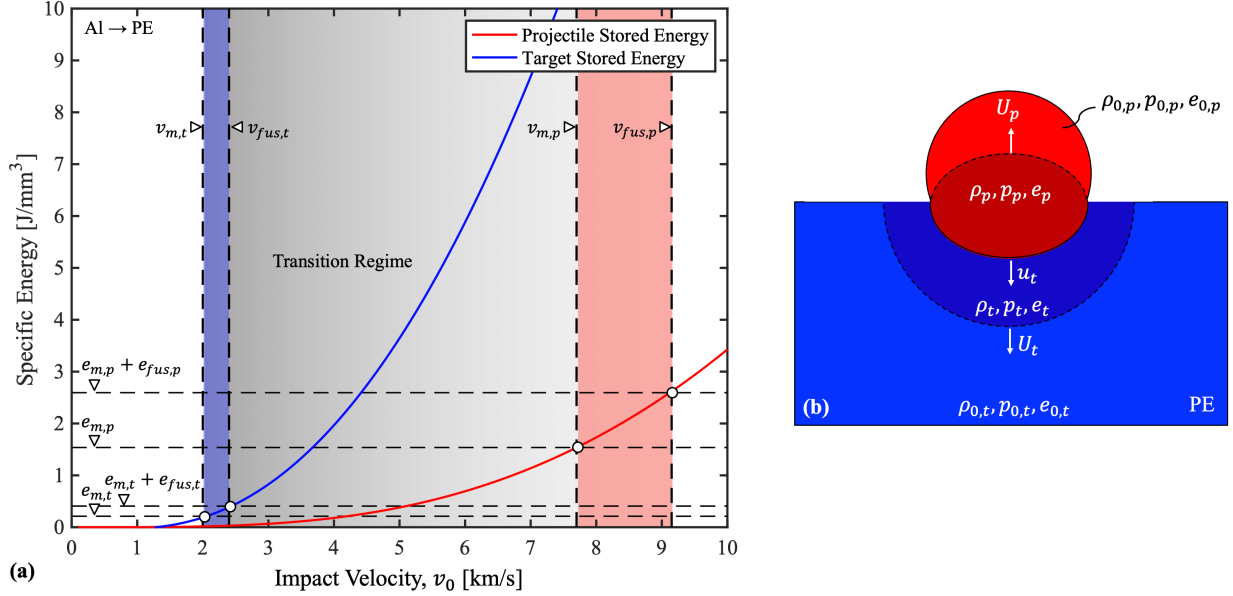 Al → PE
Projectile Stored Energy
Target Stored Energy
v_{m,t}
v_{fus,t}
v_{m,p}
v_{fus,p}
Transition Regime
e_{m,p} + e_{fus,p}
e_{m,p}
e_{m,t} + e_{fus,t}
e_{m,t}
Specific Energy [J/mm³]
10
9
8
7
6
5
4
3
2
1
0
0 1 2 3 4 5 6 7 8 9 10
Impact Velocity, v₀ [km/s]
(a)
U_p
ρ_{0,p}, p_{0,p}, e_{0,p}
ρ_p, p_p, e_p
u_t
ρ_t, p_t, e_t
U_t
ρ_{0,t}, p_{0,t}, e_{0,t}
PE
(b)